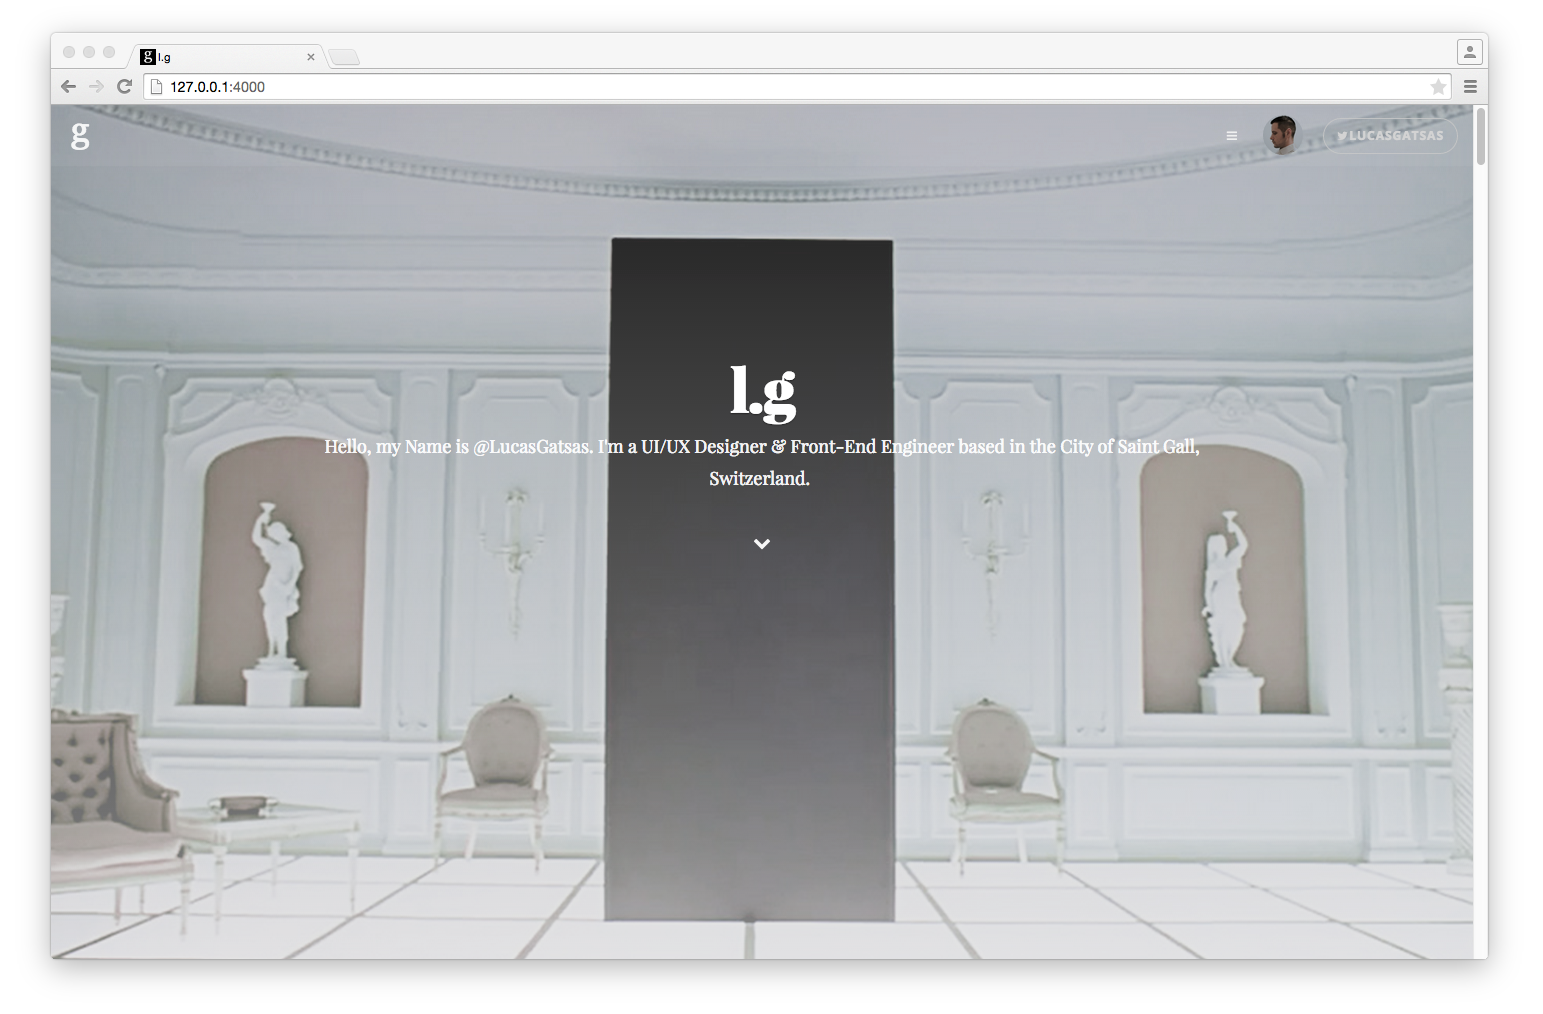 g l.g
127.0.0.1:4000
g
LUCASGATSAS
l.g
Hello, my Name is @LucasGatsas. I'm a UI/UX Designer & Front-End Engineer based in the City of Saint Gall,
Switzerland.